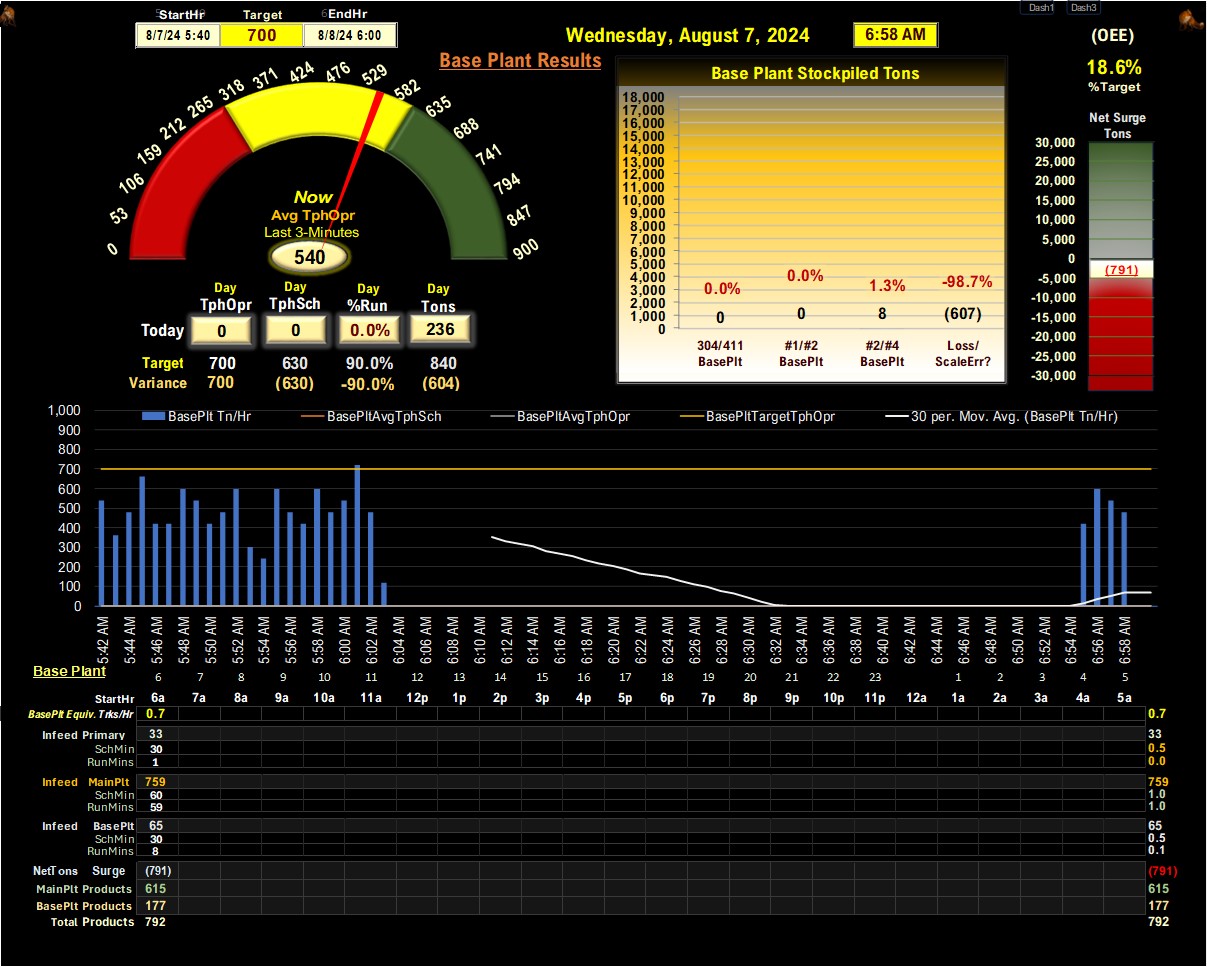 StartHr Target EndHr Dash1 Dash3
8/7/24 5:40 700 8/8/24 6:00
Wednesday, August 7, 2024 6:58 AM (OEE)
Base Plant Results
18.6%
%Target
Base Plant Stockpiled Tons
0 53 106 159 212 265 318 371 424 476 529 582 635 688 741 794 847 900
Now
Avg TphOpr
Last 3-Minutes
540
18,000
17,000
16,000
15,000
14,000
13,000
12,000
11,000
10,000
9,000
8,000
7,000
6,000
5,000
4,000
3,000
2,000
1,000
0
0.0% 0.0% 1.3% -98.7%
0 0 8 (607)
304/411 #1/#2 #2/#4 Loss/
BasePlt BasePlt BasePlt ScaleErr?
Net Surge
Tons
30,000
25,000
20,000
15,000
10,000
5,000
0
-5,000
-10,000
-15,000
-20,000
-25,000
-30,000
(791)
Day Day Day Day
TphOpr TphSch %Run Tons
Today 0 0 0.0% 236
Target 700 630 90.0% 840
Variance 700 (630) -90.0% (604)
BasePlt Tn/Hr BasePltAvgTphSch BasePltAvgTphOpr BasePltTargetTphOpr 30 per. Mov. Avg. (BasePlt Tn/Hr)
1,000
900
800
700
600
500
400
300
200
100
0
5:42 AM 5:44 AM 5:46 AM 5:48 AM 5:50 AM 5:52 AM 5:54 AM 5:56 AM 5:58 AM 6:00 AM 6:02 AM 6:04 AM 6:06 AM 6:08 AM 6:10 AM 6:12 AM 6:14 AM 6:16 AM 6:18 AM 6:20 AM 6:22 AM 6:24 AM 6:26 AM 6:28 AM 6:30 AM 6:32 AM 6:34 AM 6:36 AM 6:38 AM 6:40 AM 6:42 AM 6:44 AM 6:46 AM 6:48 AM 6:50 AM 6:52 AM 6:54 AM 6:56 AM 6:58 AM
Base Plant
6 7 8 9 10 11 12 13 14 15 16 17 18 19 20 21 22 23 1 2 3 4 5
StartHr 6a 7a 8a 9a 10a 11a 12p 1p 2p 3p 4p 5p 6p 7p 8p 9p 10p 11p 12a 1a 2a 3a 4a 5a
BasePlt Equiv. Trks/Hr 0.7 0.7
Infeed Primary 33 33
SchMin 30 0.5
RunMins 1 0.0
Infeed MainPlt 759 759
SchMin 60 1.0
RunMins 59 1.0
Infeed BasePlt 65 65
SchMin 30 0.5
RunMins 8 0.1
NetTons Surge (791) (791)
MainPlt Products 615 615
BasePlt Products 177 177
Total Products 792 792